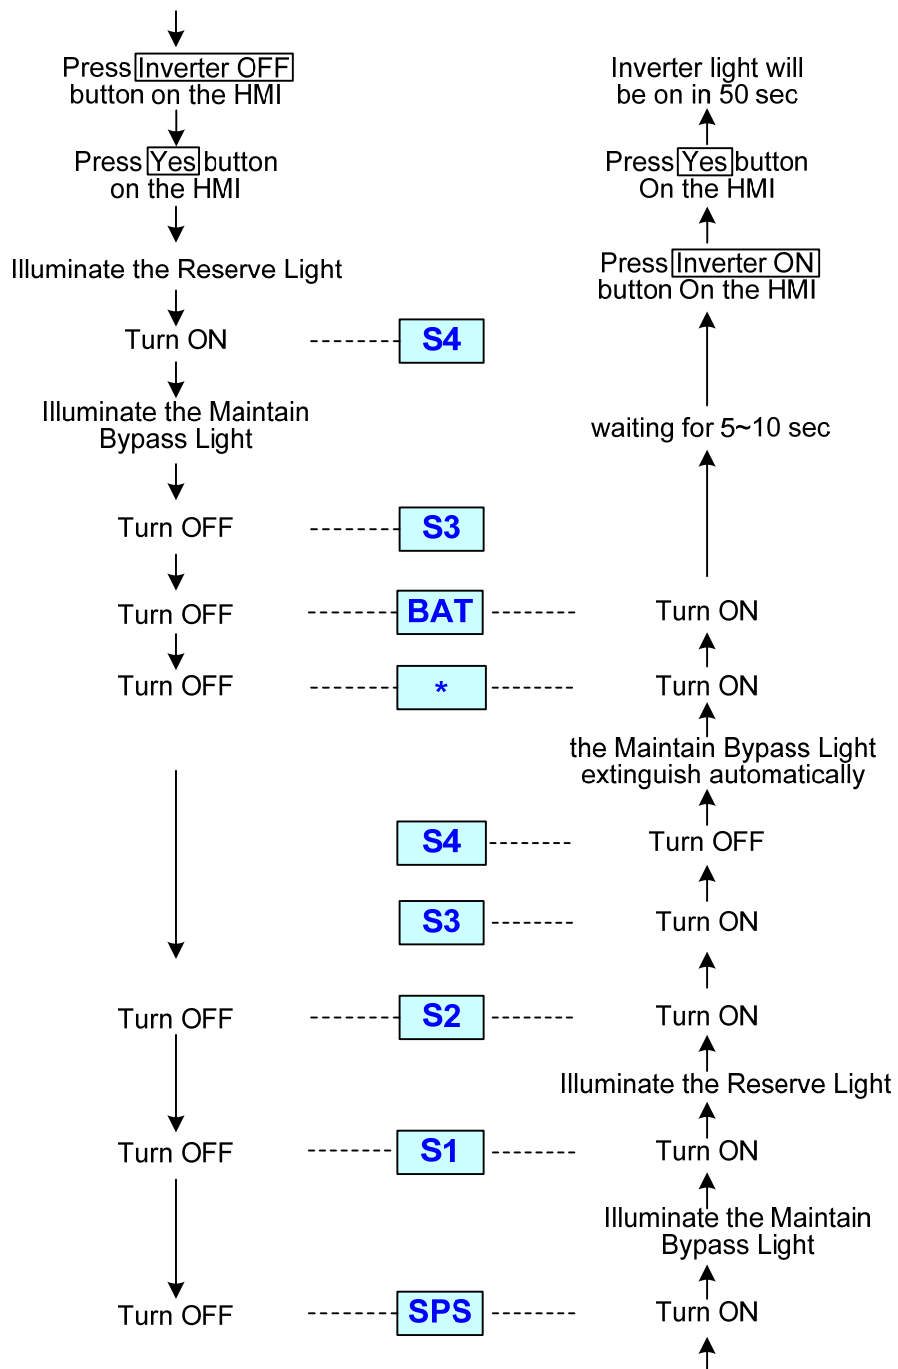 Press Inverter OFF
button on the HMI
Press Yes button
on the HMI
Illuminate the Reserve Light
Turn ON
S4
Illuminate the Maintain
Bypass Light
Turn OFF
S3
Turn OFF
BAT
Turn OFF
*
S4
S3
Turn OFF
S2
Turn OFF
S1
Turn OFF
SPS
Inverter light will
be on in 50 sec
Press Yes button
On the HMI
Press Inverter ON
button On the HMI
waiting for 5~10 sec
Turn ON
Turn ON
the Maintain Bypass Light
extinguish automatically
Turn OFF
Turn ON
Turn ON
Illuminate the Reserve Light
Turn ON
Illuminate the Maintain
Bypass Light
Turn ON